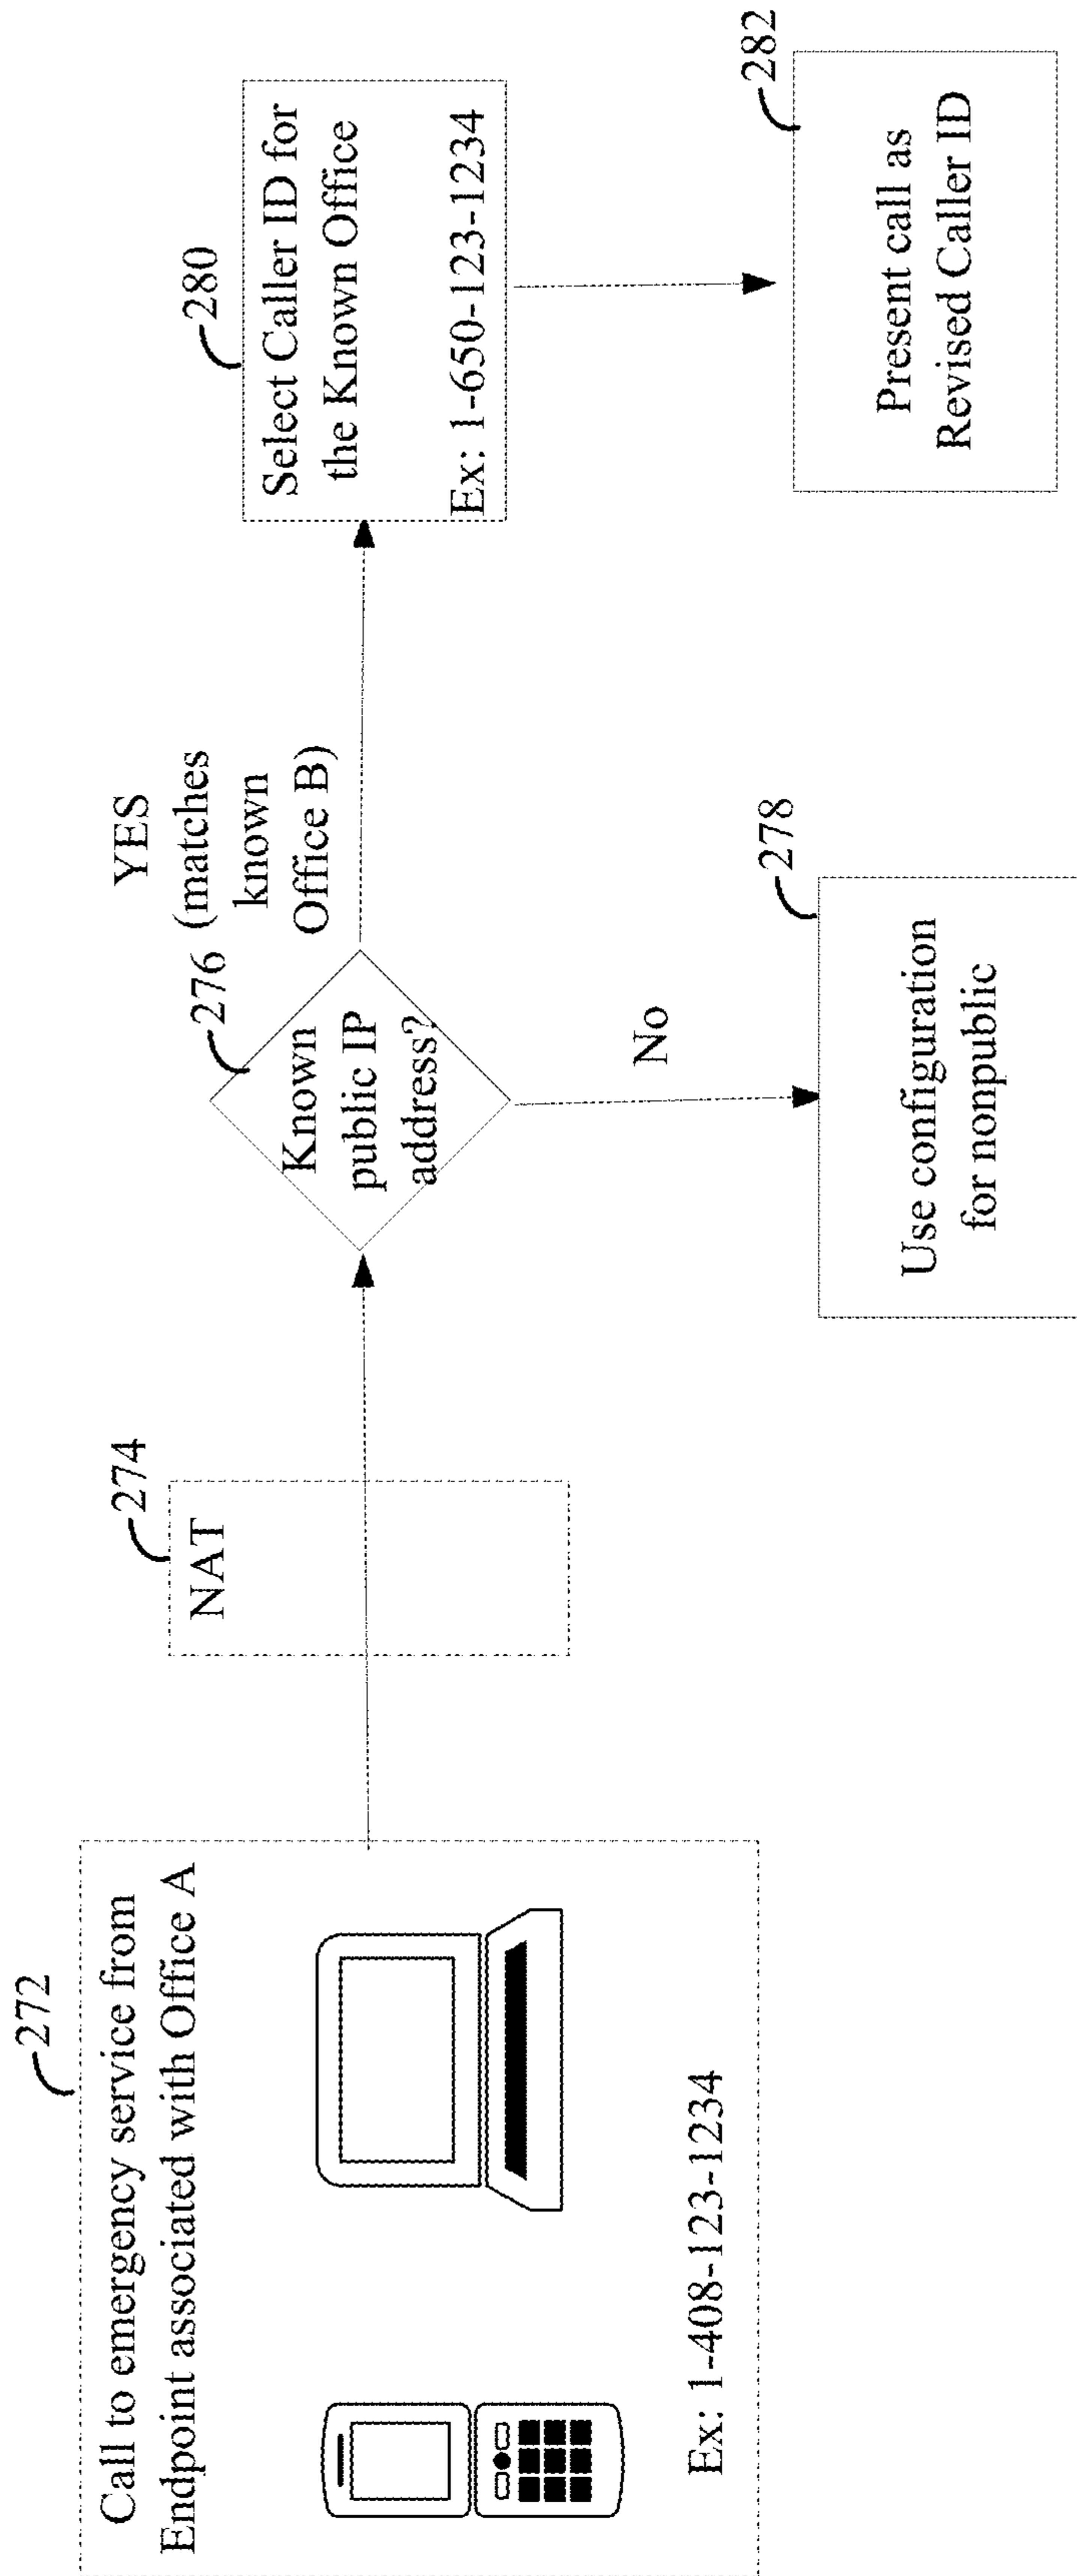 272
Call to emergency service from
Endpoint associated with Office A
Ex: 1-408-123-1234
274
NAT
276
Known
public IP
address?
YES
(matches
known
Office B)
No
278
Use configuration
for nonpublic
280
Select Caller ID for
the Known Office
Ex: 1-650-123-1234
282
Present call as
Revised Caller ID